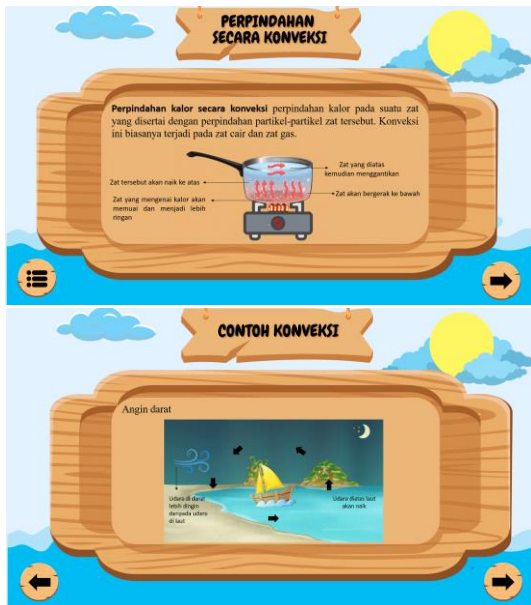 PERPINDAHAN
SECARA KONVEKSI
Perpindahan kalor secara konveksi perpindahan kalor pada suatu zat
yang disertai dengan perpindahan partikel-partikel zat tersebut. Konveksi
ini biasanya terjadi pada zat cair dan zat gas.
Zat yang diatas
kemudian menggantikan
Zat tersebut akan naik ke atas
Zat akan bergerak ke bawah
Zat yang mengenai kalor akan
memuai dan menjadi lebih
ringan
CONTOH KONVEKSI
Angin darat
Udara di darat
lebih dingin
daripada udara
di laut
Udara diatas laut
akan naik